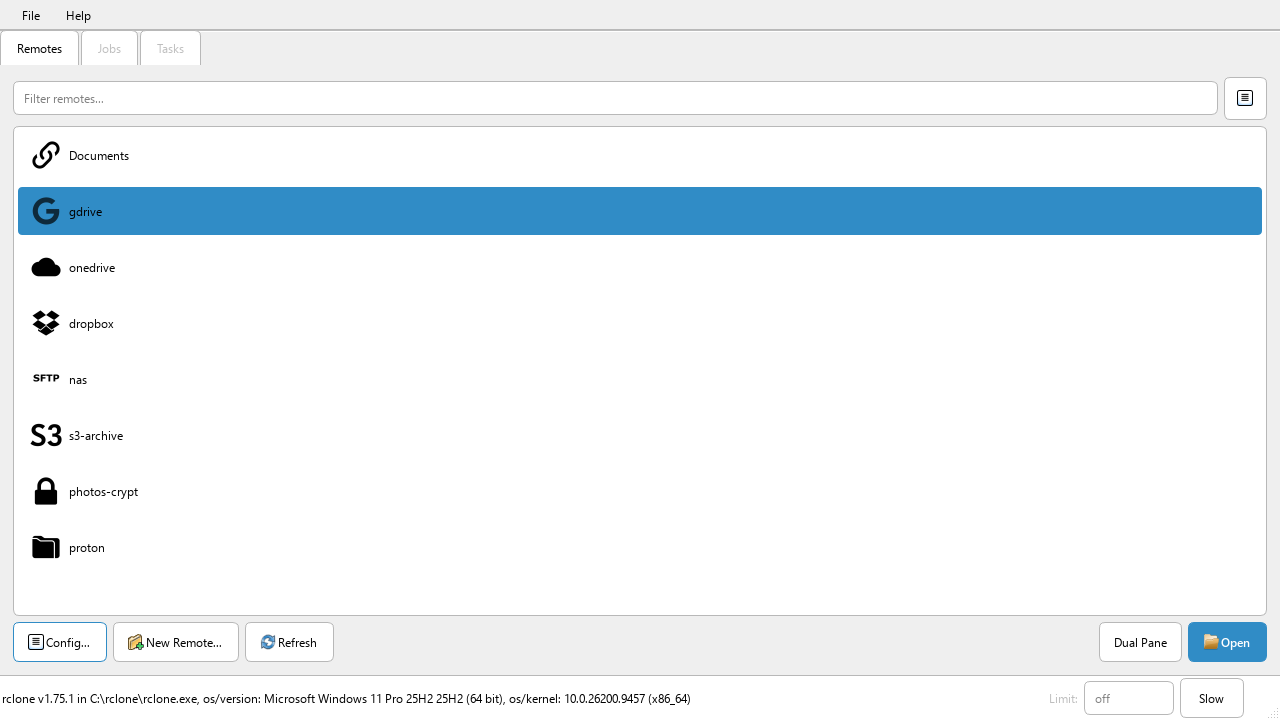 File Help
Remotes Jobs Tasks
Filter remotes...
Documents
gdrive
onedrive
dropbox
SFTP nas
S3 s3-archive
photos-crypt
proton
Config... New Remote... Refresh Dual Pane Open
rclone v1.75.1 in C:\rclone\rclone.exe, os/version: Microsoft Windows 11 Pro 25H2 25H2 (64 bit), os/kernel: 10.0.26200.9457 (x86_64) Limit: off Slow